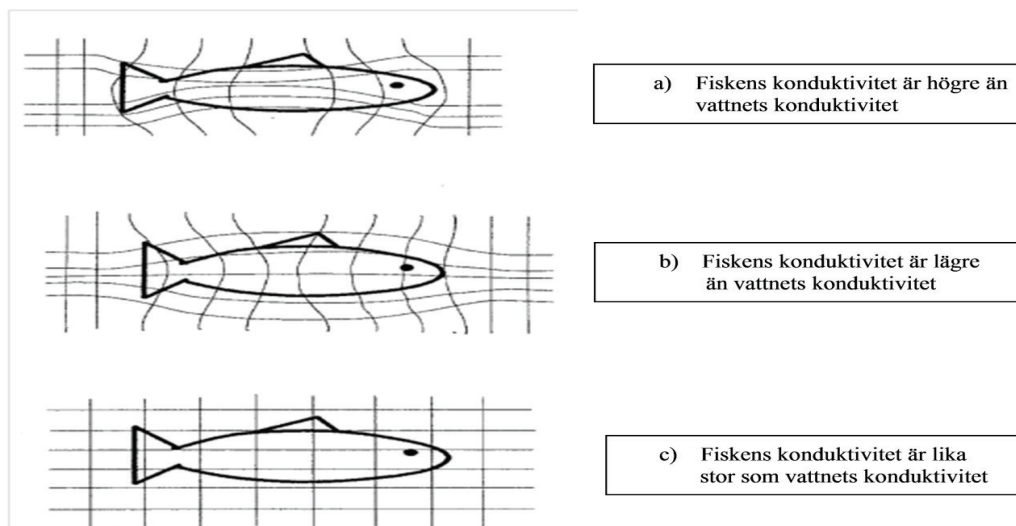 a) Fiskens konduktivitet är högre än
vattnets konduktivitet
b) Fiskens konduktivitet är lägre
än vattnets konduktivitet
c) Fiskens konduktivitet är lika
stor som vattnets konduktivitet